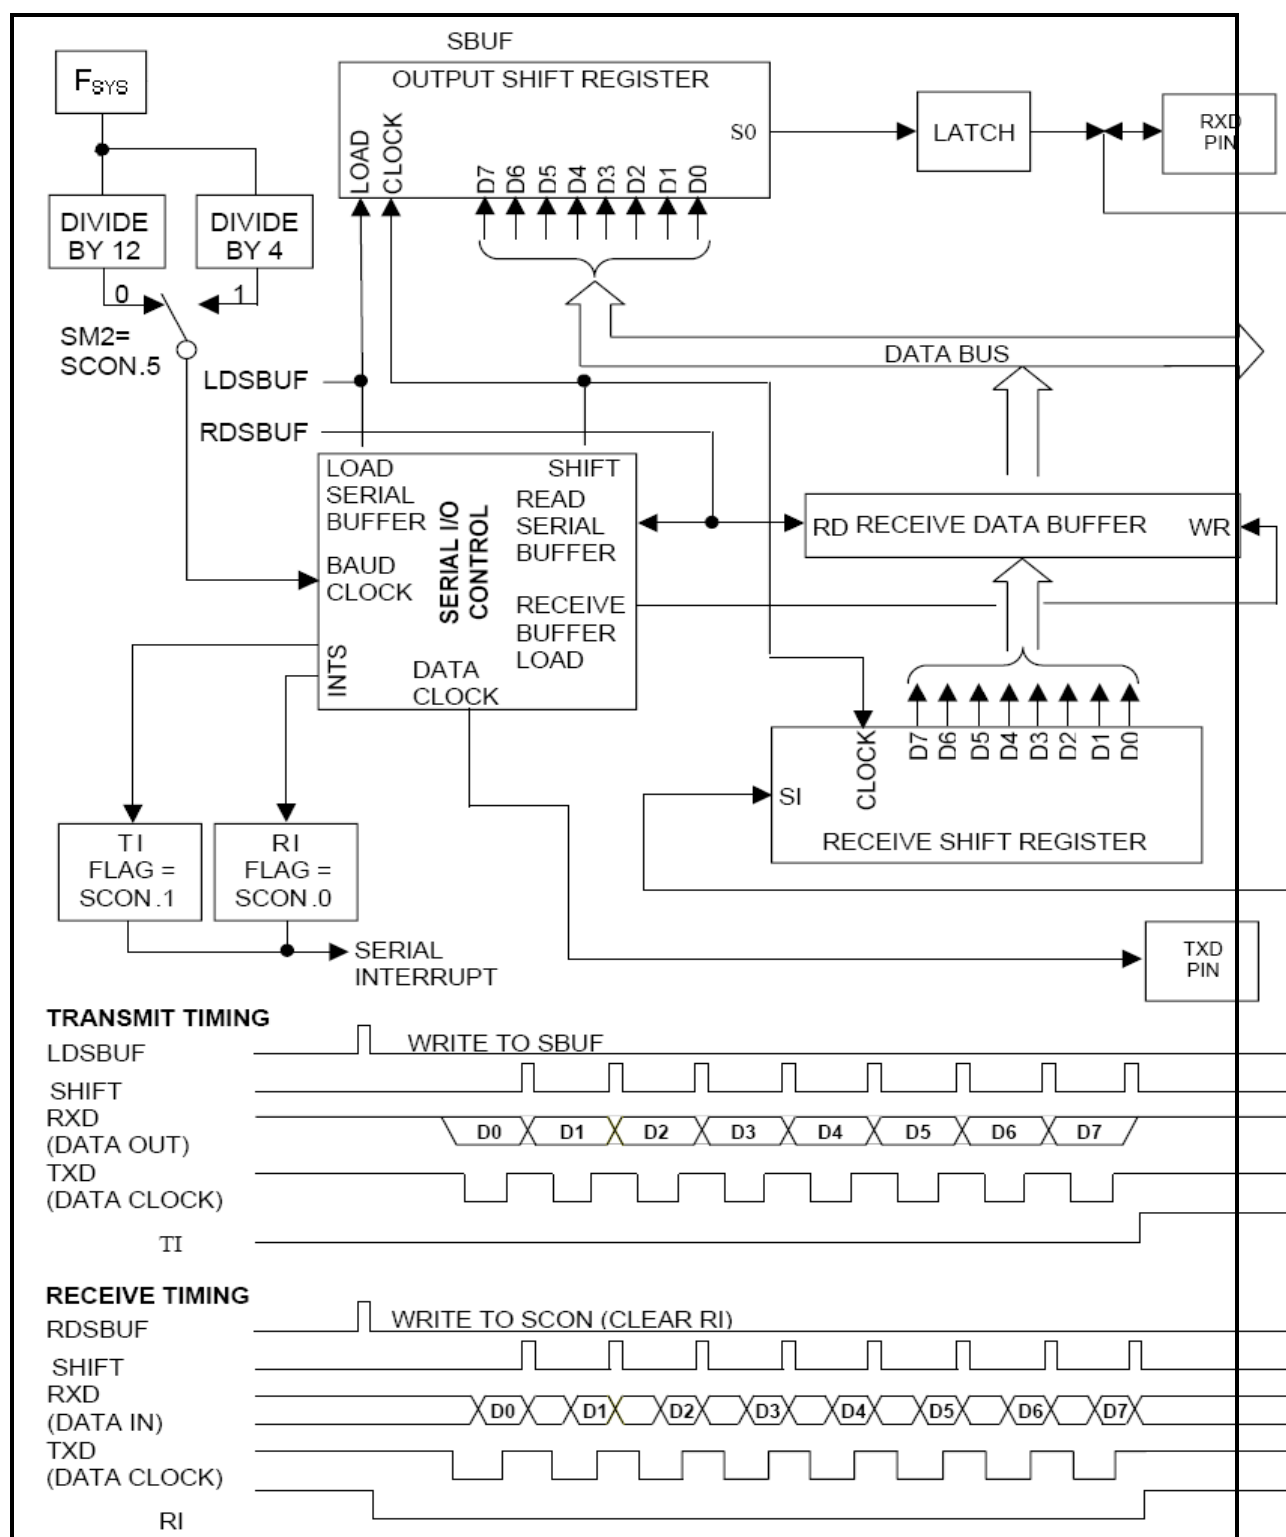 SBUF
F_SYS
OUTPUT SHIFT REGISTER
LOAD
CLOCK
D7 D6 D5 D4 D3 D2 D1 D0
S0
LATCH
RXD
PIN
DIVIDE
BY 12
DIVIDE
BY 4
0
1
SM2=
SCON.5
LDSBUF
RDSBUF
DATA BUS
LOAD
SERIAL
BUFFER
BAUD
CLOCK
INTS
SERIAL I/O
CONTROL
SHIFT
READ
SERIAL
BUFFER
RECEIVE
BUFFER
LOAD
DATA
CLOCK
RD RECEIVE DATA BUFFER WR
CLOCK
D7 D6 D5 D4 D3 D2 D1 D0
SI
RECEIVE SHIFT REGISTER
TI
FLAG =
SCON.1
RI
FLAG =
SCON.0
SERIAL
INTERRUPT
TXD
PIN
TRANSMIT TIMING
LDSBUF
WRITE TO SBUF
SHIFT
RXD
(DATA OUT)
D0 D1 D2 D3 D4 D5 D6 D7
TXD
(DATA CLOCK)
TI
RECEIVE TIMING
RDSBUF
WRITE TO SCON (CLEAR RI)
SHIFT
RXD
(DATA IN)
D0 D1 D2 D3 D4 D5 D6 D7
TXD
(DATA CLOCK)
RI